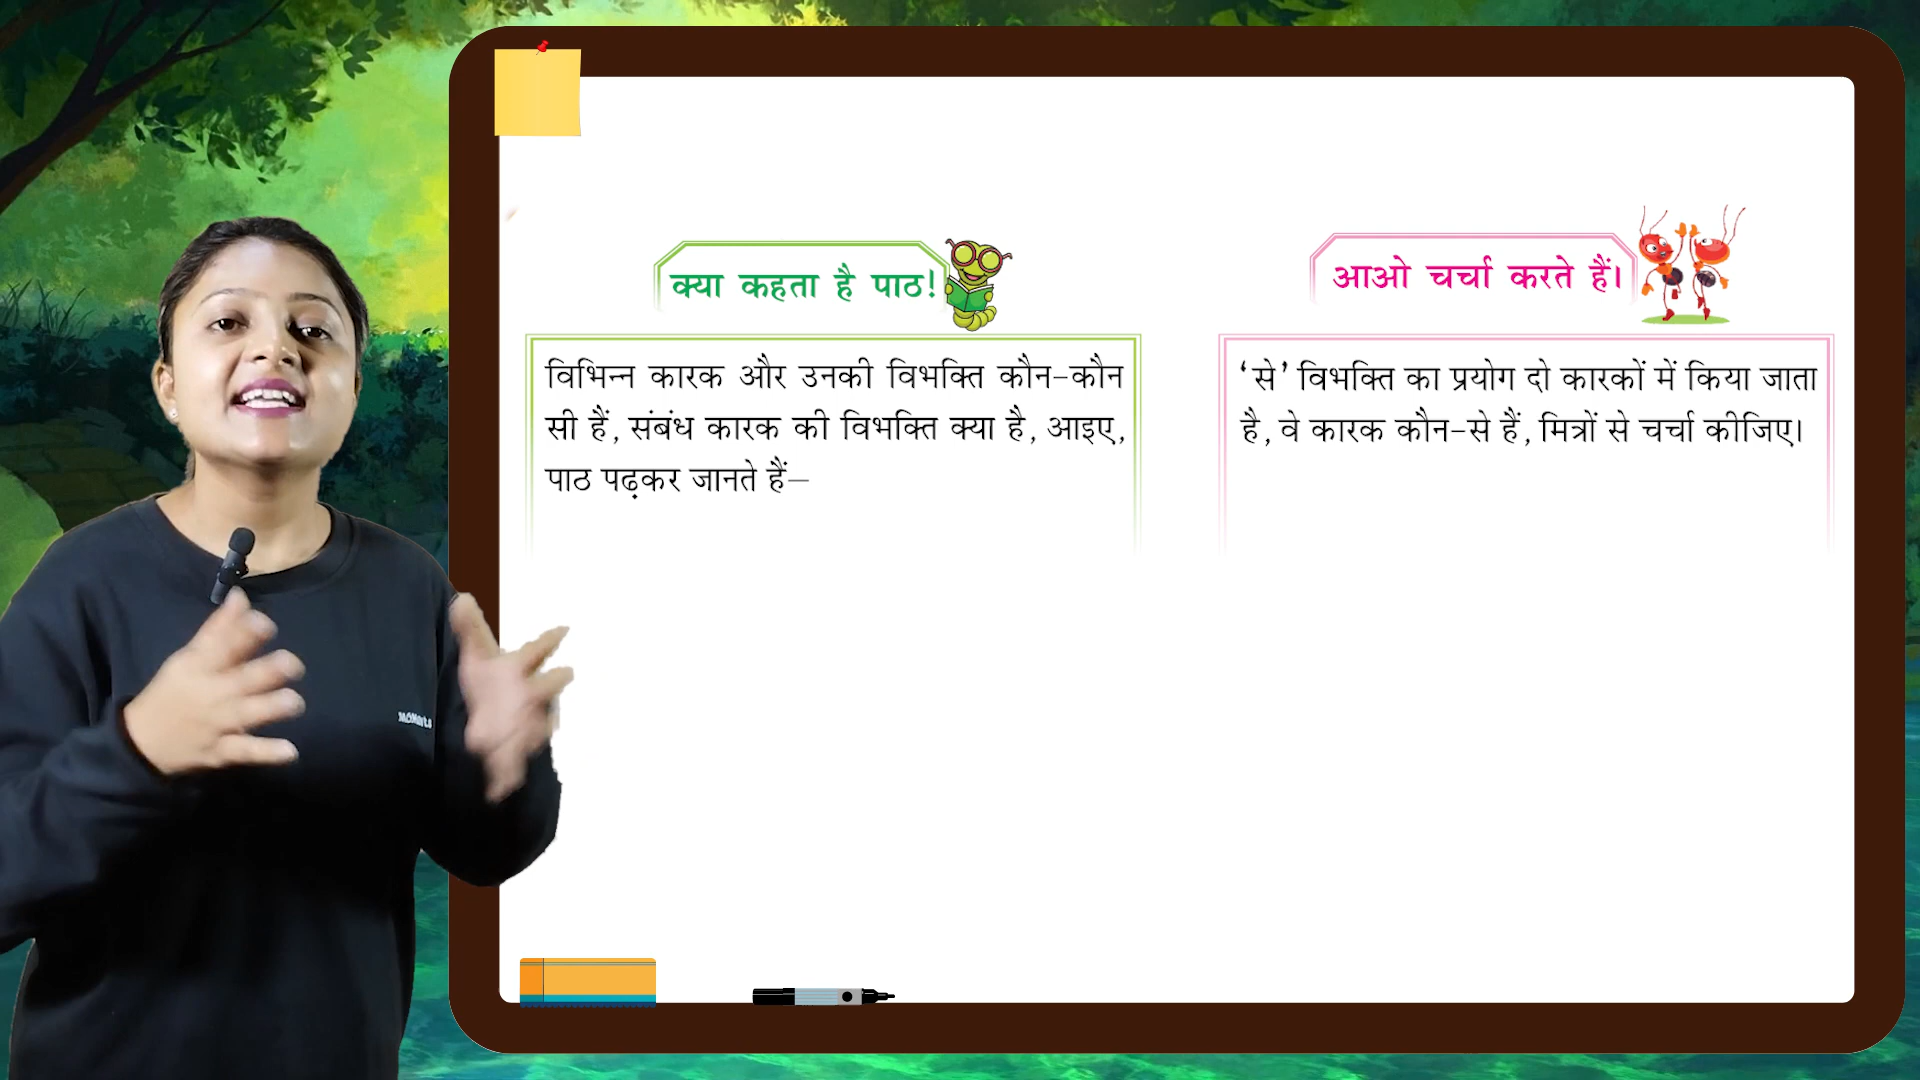 क्या कहता है पाठ!
विभिन्न कारक और उनकी विभक्ति कौन-कौन
सी हैं, संबंध कारक की विभक्ति क्या है, आइए,
पाठ पढ़कर जानते हैं—
आओ चर्चा करते हैं।
‘से’ विभक्ति का प्रयोग दो कारकों में किया जाता
है, वे कारक कौन-से हैं, मित्रों से चर्चा कीजिए।